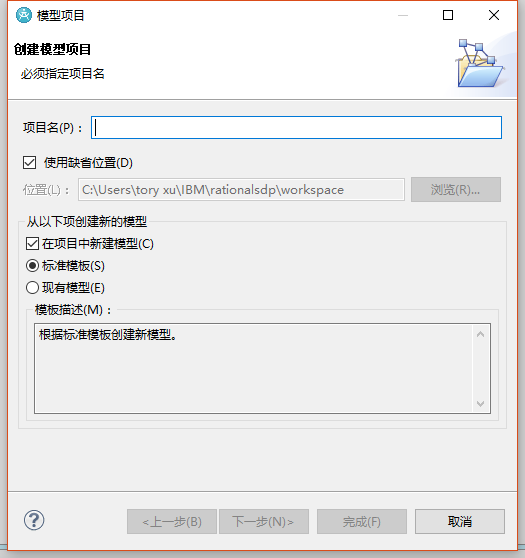 模型项目
创建模型项目
必须指定项目名
项目名(P)：
使用缺省位置(D)
位置(L)： C:\Users\tory xu\IBM\rationalsdp\workspace 浏览(R)...
从以下项创建新的模型
在项目中新建模型(C)
标准模板(S)
现有模型(E)
模板描述(M)：
根据标准模板创建新模型。
<上一步(B) 下一步(N)> 完成(F) 取消